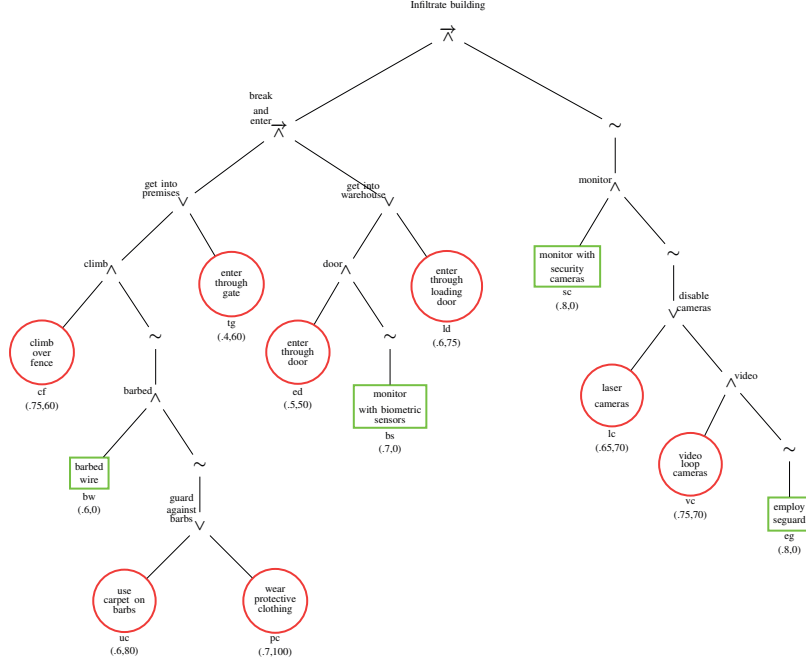 Infiltrate building
→
∧
break
and
enter
→
∧
∼
get into
premises
∨
get into
warehouse
∨
monitor
∧
climb
∧
enter
through
gate
tg
(.4,60)
door
∧
enter
through
loading
door
ld
(.6,75)
monitor with
security
cameras
sc
(.8,0)
∼
disable
cameras
∨
climb
over
fence
cf
(.75,60)
∼
enter
through
door
ed
(.5,50)
∼
monitor
with biometric
sensors
bs
(.7,0)
laser
cameras
lc
(.65,70)
video
∧
barbed
∧
video
loop
cameras
vc
(.75,70)
∼
employ
seguard
eg
(.8,0)
barbed
wire
bw
(.6,0)
∼
guard
against
barbs
∨
use
carpet on
barbs
uc
(.6,80)
wear
protective
clothing
pc
(.7,100)